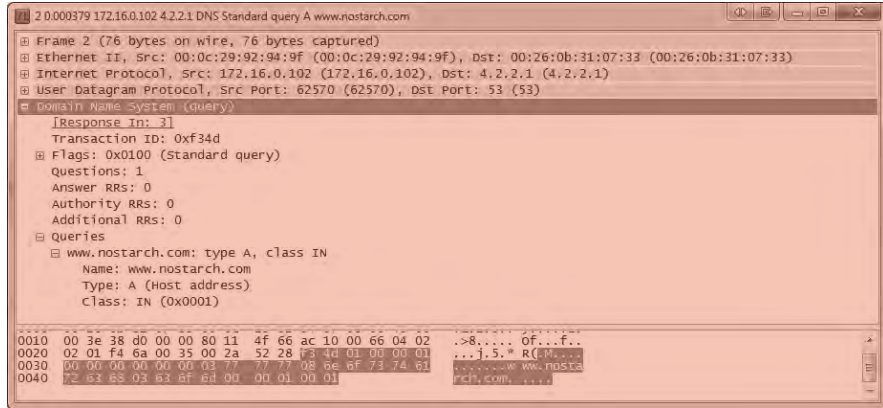 2 0.000379 172.16.0.102 4.2.2.1 DNS Standard query A www.nostarch.com
Frame 2 (76 bytes on wire, 76 bytes captured)
Ethernet II, Src: 00:0c:29:92:94:9f (00:0c:29:92:94:9f), Dst: 00:26:0b:31:07:33 (00:26:0b:31:07:33)
Internet Protocol, Src: 172.16.0.102 (172.16.0.102), Dst: 4.2.2.1 (4.2.2.1)
User Datagram Protocol, Src Port: 62570 (62570), Dst Port: 53 (53)
Domain Name System (query)
[Response In: 3]
Transaction ID: 0xf34d
Flags: 0x0100 (Standard query)
Questions: 1
Answer RRs: 0
Authority RRs: 0
Additional RRs: 0
Queries
www.nostarch.com: type A, class IN
Name: www.nostarch.com
Type: A (Host address)
Class: IN (0x0001)
0010 00 3e 38 d0 00 00 80 11 4f 66 ac 10 00 66 04 02 .>8..... Of...f..
0020 02 01 f4 6a 00 35 00 2a 52 28 f3 4d 01 00 00 01 ...j.5.* R(.M....
0030 00 00 00 00 00 00 03 77 77 77 08 6e 6f 73 74 61 .......w ww.nosta
0040 72 63 68 03 63 6f 6d 00 00 01 00 01 rch.com. ....